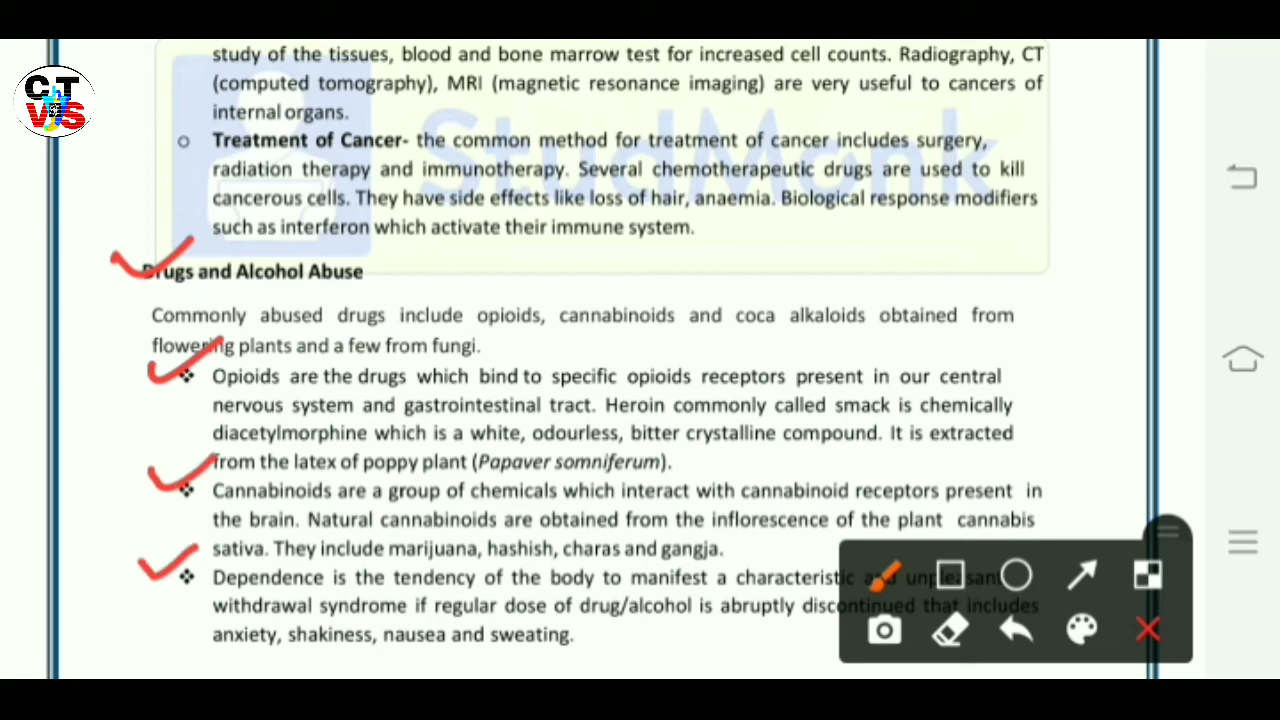 study of the tissues, blood and bone marrow test for increased cell counts. Radiography, CT
(computed tomography), MRI (magnetic resonance imaging) are very useful to cancers of
internal organs.
Treatment of Cancer- the common method for treatment of cancer includes surgery,
radiation therapy and immunotherapy. Several chemotherapeutic drugs are used to kill
cancerous cells. They have side effects like loss of hair, anaemia. Biological response modifiers
such as interferon which activate their immune system.
Drugs and Alcohol Abuse
Commonly abused drugs include opioids, cannabinoids and coca alkaloids obtained from
flowering plants and a few from fungi.
Opioids are the drugs which bind to specific opioids receptors present in our central
nervous system and gastrointestinal tract. Heroin commonly called smack is chemically
diacetylmorphine which is a white, odourless, bitter crystalline compound. It is extracted
from the latex of poppy plant (Papaver somniferum).
Cannabinoids are a group of chemicals which interact with cannabinoid receptors present in
the brain. Natural cannabinoids are obtained from the inflorescence of the plant cannabis
sativa. They include marijuana, hashish, charas and gangja.
Dependence is the tendency of the body to manifest a characteristic and unpleasant
withdrawal syndrome if regular dose of drug/alcohol is abruptly discontinued that includes
anxiety, shakiness, nausea and sweating.
StudMonk
CT
VS